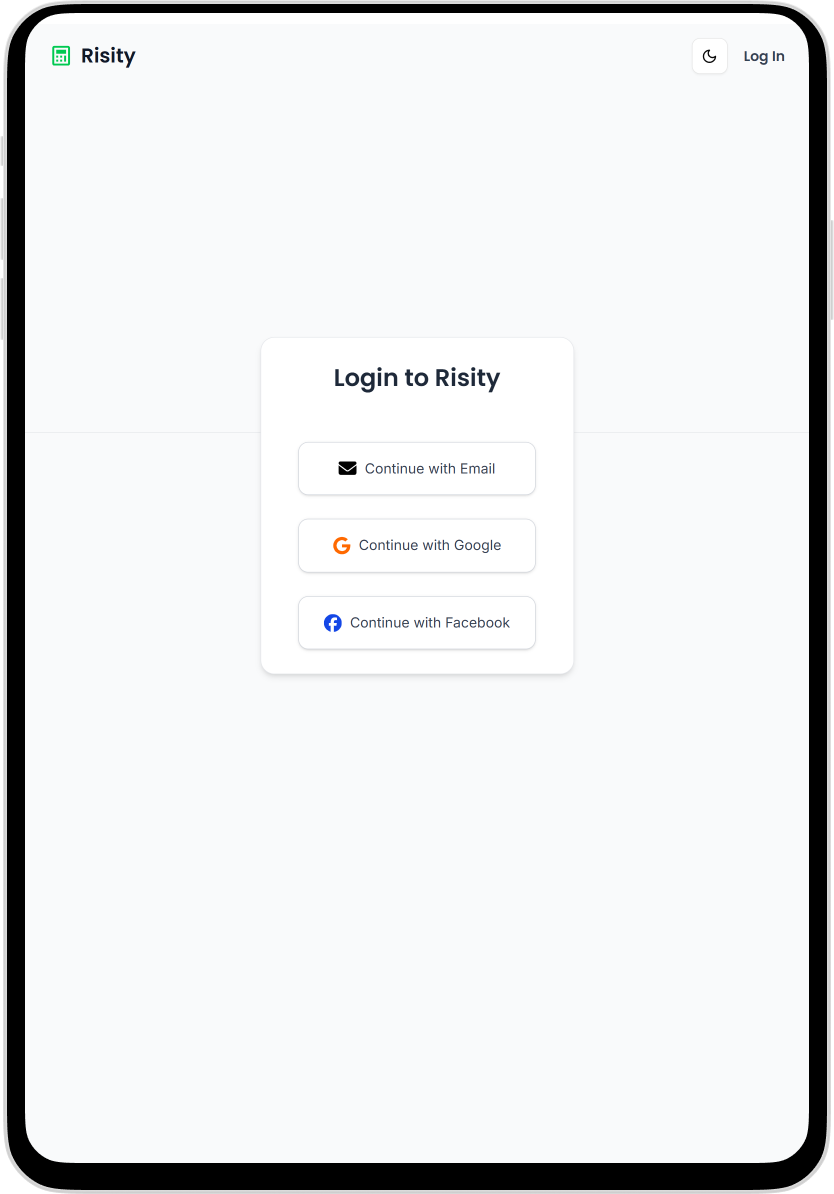 Risity
Log In
Login to Risity
Continue with Email
Continue with Google
Continue with Facebook